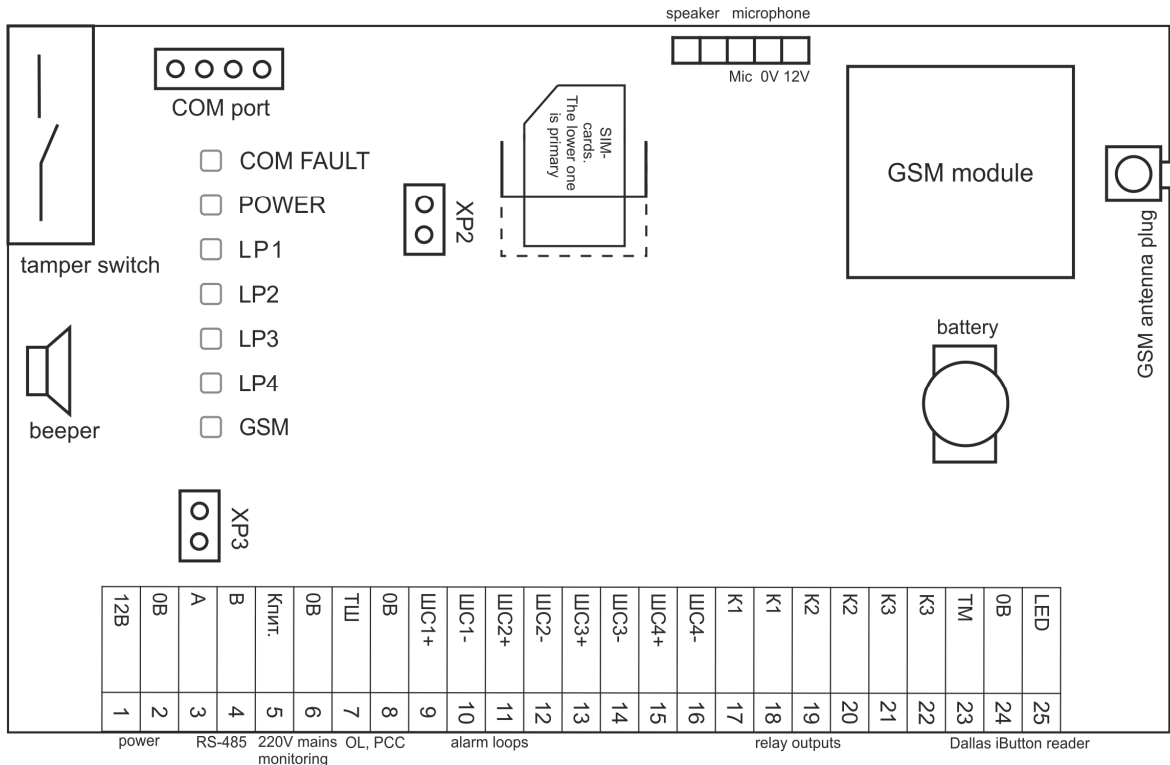 speaker microphone
Mic 0V 12V
COM port
SIM-
cards.
The lower one
is primary
GSM module
COM FAULT
POWER
LP1
LP2
LP3
LP4
GSM
XP2
tamper switch
GSM antenna plug
battery
beeper
XP3
12В 0В А В Кпит. 0В ТШ 0В ШС1+ ШС1- ШС2+ ШС2- ШС3+ ШС3- ШС4+ ШС4- К1 К1 К2 К2 К3 К3 ТМ 0В LED
1 2 3 4 5 6 7 8 9 10 11 12 13 14 15 16 17 18 19 20 21 22 23 24 25
power RS-485 220V mains OL, PCC alarm loops relay outputs Dallas iButton reader
monitoring